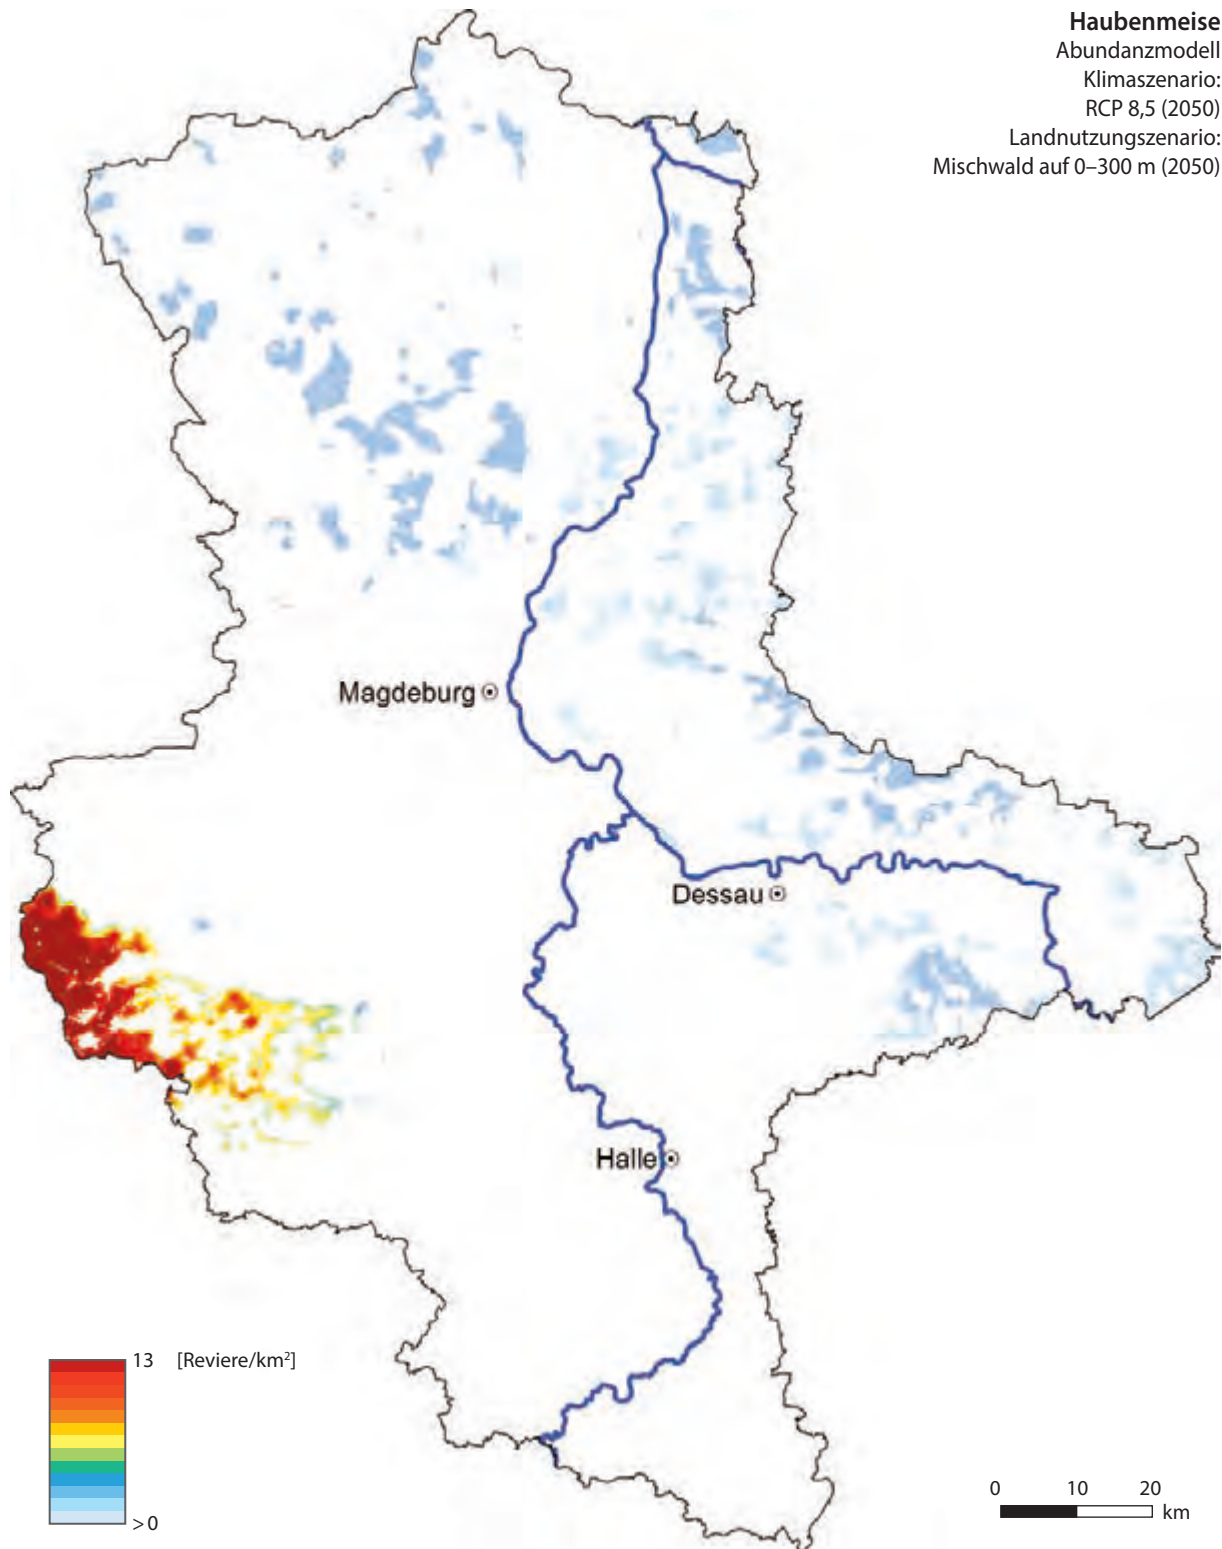 Haubenmeise
Abundanzmodell
Klimaszenario:
RCP 8,5 (2050)
Landnutzungszenario:
Mischwald auf 0–300 m (2050)
Magdeburg
Dessau
Halle
13 [Reviere/km²]
>0
0 10 20
km